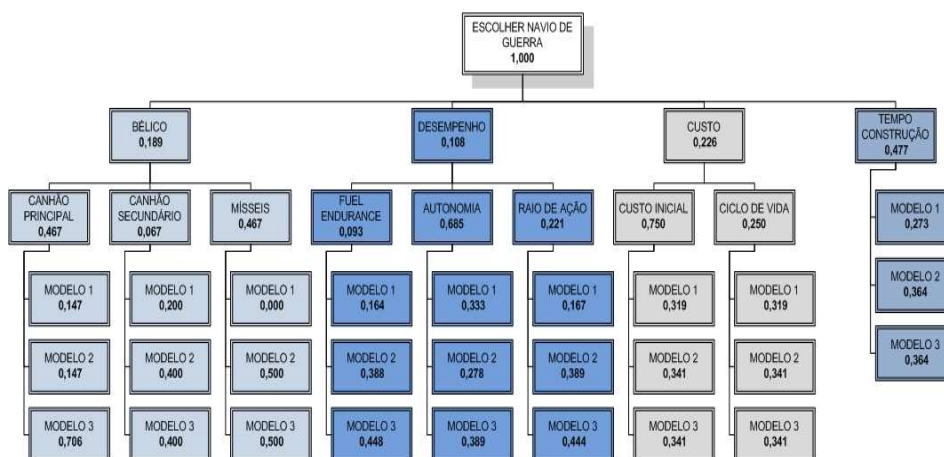 ESCOLHER NAVIO DE
GUERRA
1,000
BÉLICO
0,189
DESEMPENHO
0,108
CUSTO
0,226
TEMPO
CONSTRUÇÃO
0,477
CANHÃO
PRINCIPAL
0,467
CANHÃO
SECUNDÁRIO
0,067
MÍSSEIS
0,467
FUEL
ENDURANCE
0,093
AUTONOMIA
0,685
RAIO DE AÇÃO
0,221
CUSTO INICIAL
0,750
CICLO DE VIDA
0,250
MODELO 1
0,147
MODELO 2
0,147
MODELO 3
0,706
MODELO 1
0,200
MODELO 2
0,400
MODELO 3
0,400
MODELO 1
0,000
MODELO 2
0,500
MODELO 3
0,500
MODELO 1
0,164
MODELO 2
0,388
MODELO 3
0,448
MODELO 1
0,333
MODELO 2
0,278
MODELO 3
0,389
MODELO 1
0,167
MODELO 2
0,389
MODELO 3
0,444
MODELO 1
0,319
MODELO 2
0,341
MODELO 3
0,341
MODELO 1
0,319
MODELO 2
0,341
MODELO 3
0,341
MODELO 1
0,273
MODELO 2
0,364
MODELO 3
0,364